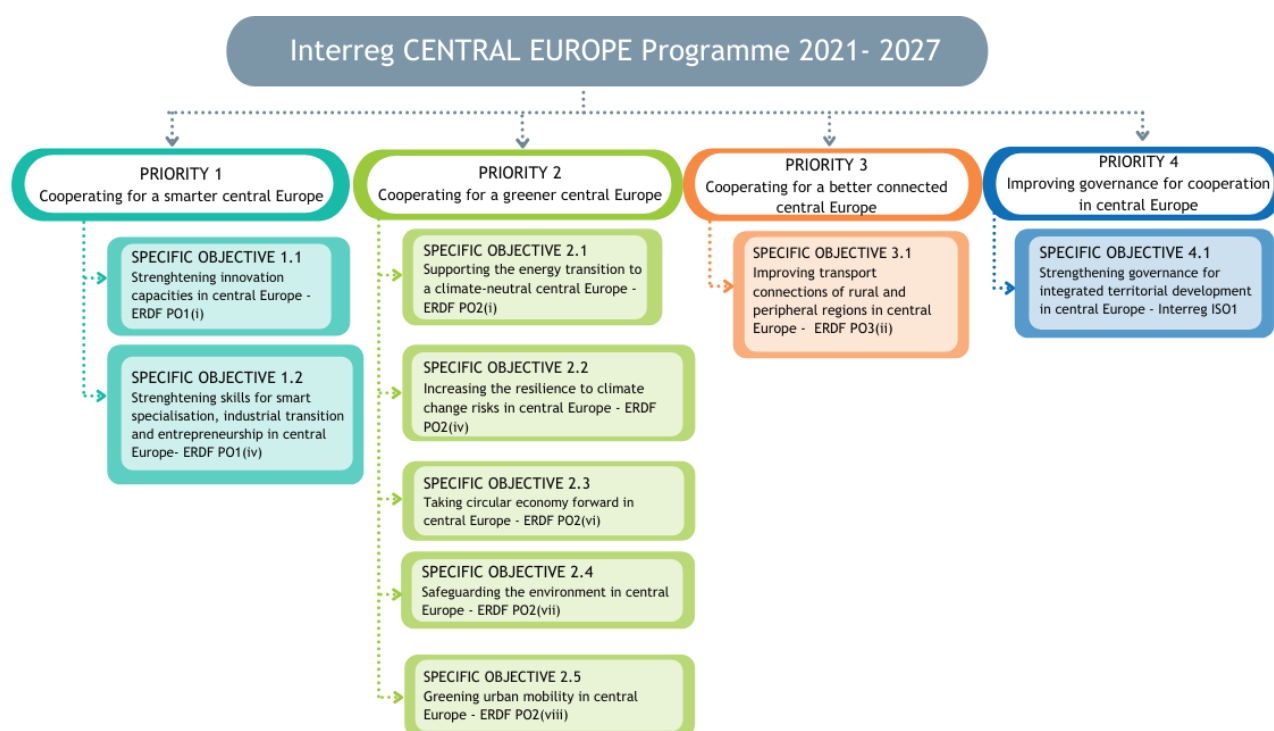 Interreg CENTRAL EUROPE Programme 2021- 2027
PRIORITY 1
Cooperating for a smarter central Europe
SPECIFIC OBJECTIVE 1.1
Strenghtening innovation
capacities in central Europe -
ERDF PO1(i)
SPECIFIC OBJECTIVE 1.2
Strenghtening skills for smart
specialisation, industrial transition
and entrepreneurship in central
Europe- ERDF PO1(iv)
PRIORITY 2
Cooperating for a greener central Europe
SPECIFIC OBJECTIVE 2.1
Supporting the energy transition to
a climate-neutral central Europe -
ERDF PO2(i)
SPECIFIC OBJECTIVE 2.2
Increasing the resilience to climate
change risks in central Europe - ERDF
PO2(iv)
SPECIFIC OBJECTIVE 2.3
Taking circular economy forward in
central Europe - ERDF PO2(vi)
SPECIFIC OBJECTIVE 2.4
Safeguarding the environment in central
Europe - ERDF PO2(vii)
SPECIFIC OBJECTIVE 2.5
Greening urban mobility in central
Europe - ERDF PO2(viii)
PRIORITY 3
Cooperating for a better connected
central Europe
SPECIFIC OBJECTIVE 3.1
Improving transport
connections of rural and
peripheral regions in central
Europe -  ERDF PO3(ii)
PRIORITY 4
Improving governance for cooperation
in central Europe
SPECIFIC OBJECTIVE 4.1
Strengthening governance for
integrated territorial development
in central Europe - Interreg ISO1